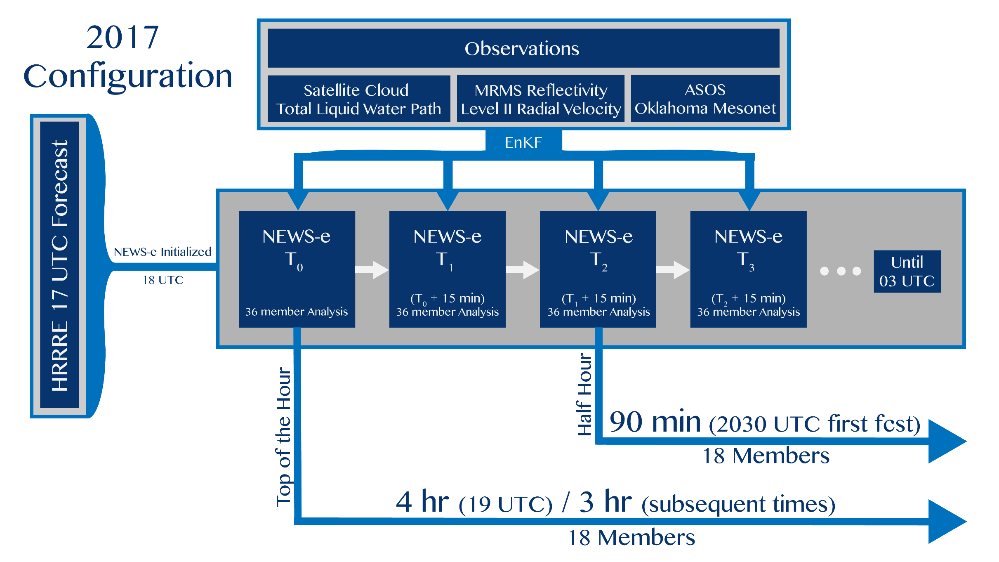 2017
Configuration
Observations
Satellite Cloud
Total Liquid Water Path
MRMS Reflectivity
Level II Radial Velocity
ASOS
Oklahoma Mesonet
EnKF
HRRRE 17 UTC Forecast
NEWS-e Initialized
18 UTC
NEWS-e
T0
36 member Analysis
NEWS-e
T1
(T0 + 15 min)
36 member Analysis
NEWS-e
T2
(T1 + 15 min)
36 member Analysis
NEWS-e
T3
(T2 + 15 min)
36 member Analysis
Until
03 UTC
Top of the Hour
Half Hour
90 min (2030 UTC first fcst)
18 Members
4 hr (19 UTC) / 3 hr (subsequent times)
18 Members